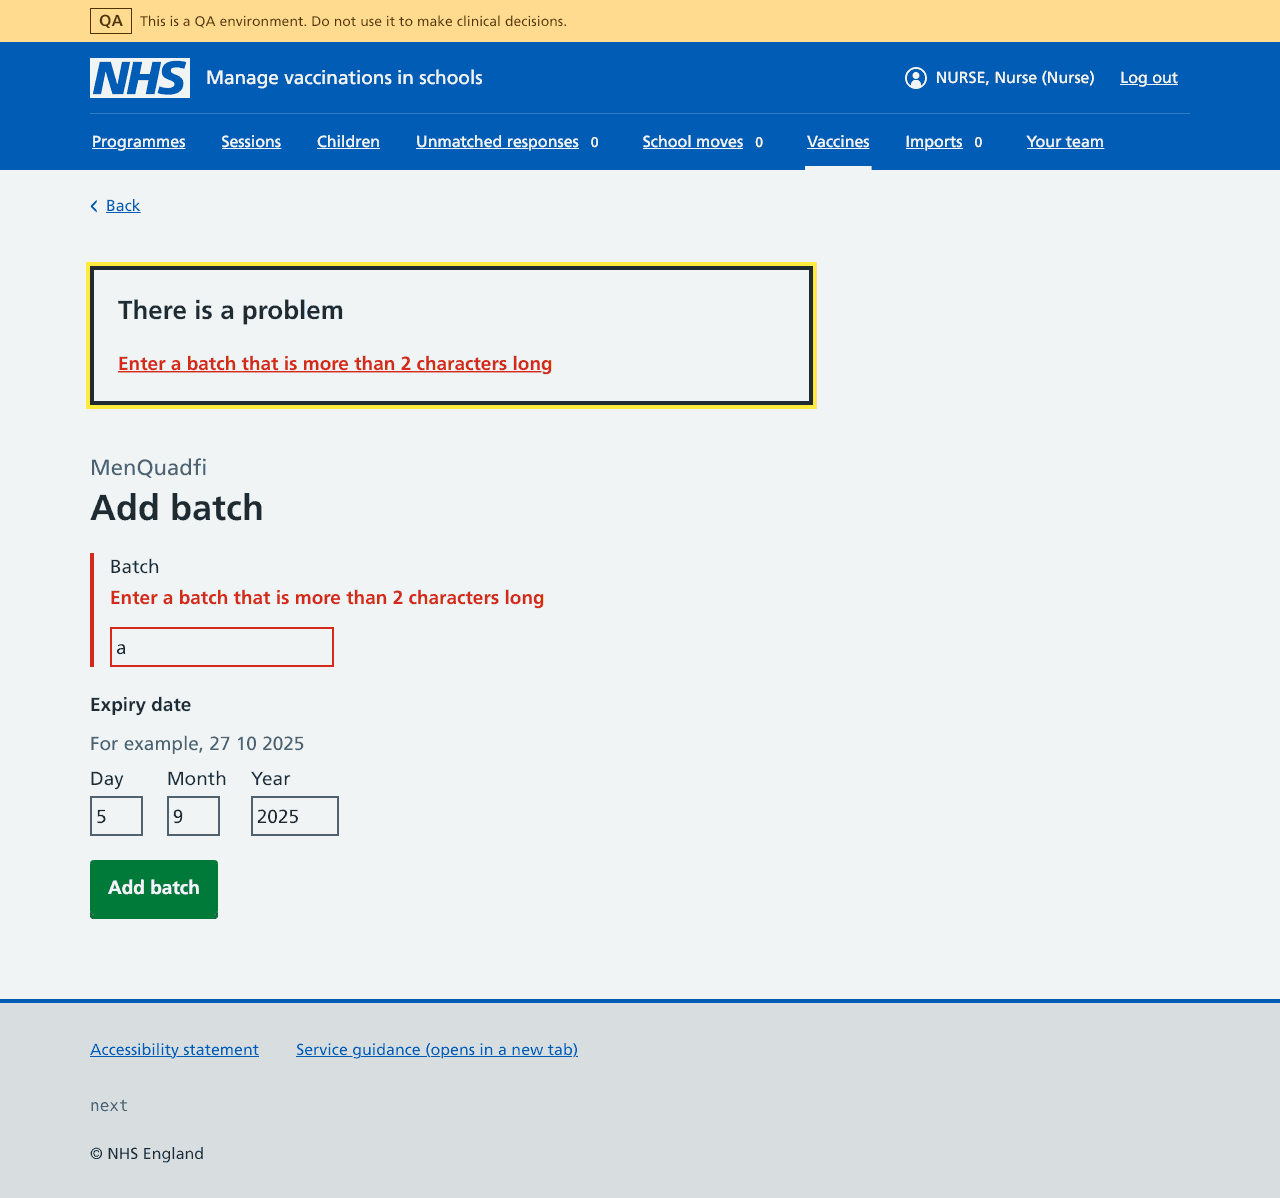 QA This is a QA environment. Do not use it to make clinical decisions.
NHS Manage vaccinations in schools NURSE, Nurse (Nurse) Log out
Programmes Sessions Children Unmatched responses 0 School moves 0 Vaccines Imports 0 Your team
Back
There is a problem
Enter a batch that is more than 2 characters long
MenQuadfi
Add batch
Batch
Enter a batch that is more than 2 characters long
a
Expiry date
For example, 27 10 2025
Day Month Year
5 9 2025
Add batch
Accessibility statement Service guidance (opens in a new tab)
next
© NHS England